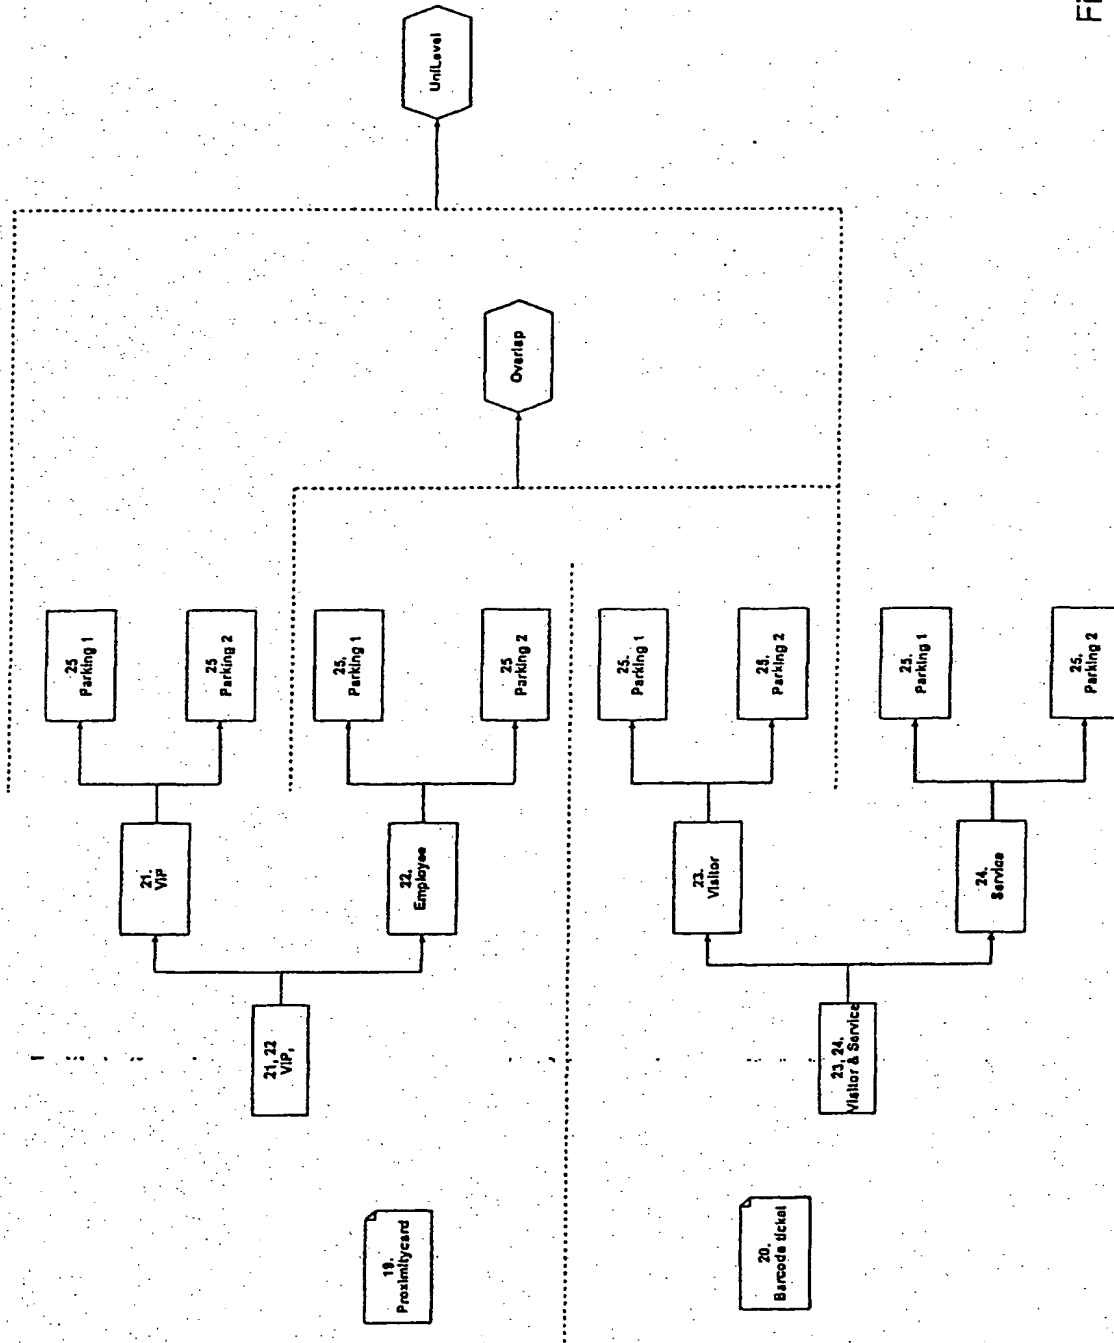 19.
Proximitycard
21, 22
VIP,
21.
VIP
25
Parking 1
25
Parking 2
22.
Employee
25.
Parking 1
25
Parking 2
20.
Barcode ticket
23, 24.
Visitor & Service
23.
Visitor
25.
Parking 1
25.
Parking 2
24.
Service
25.
Parking 1
25.
Parking 2
Overlap
UniLevel
Fi